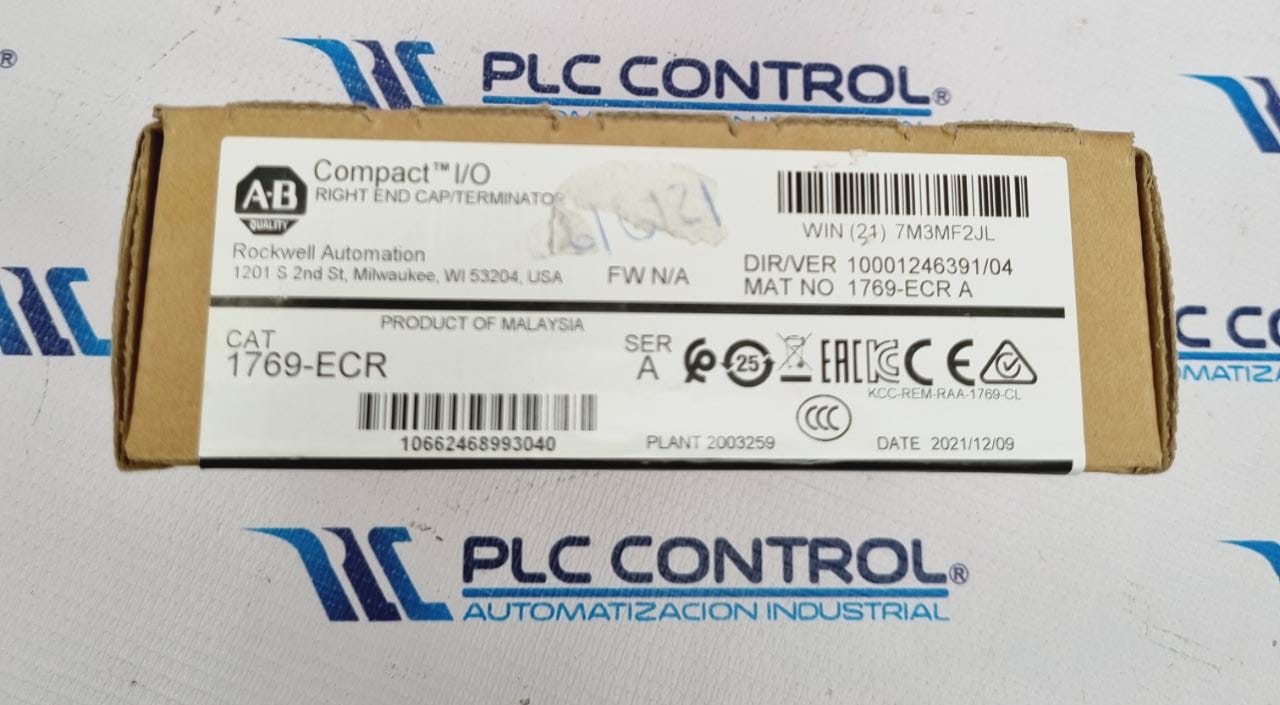 ®
PLC CONTROL®
A·B
QUALITY
Compact™ I/O
RIGHT END CAP/TERMINATOR
Rockwell Automation
1201 S 2nd St, Milwaukee, WI 53204, USA
FW N/A
WIN (21) 7M3MF2JL
DIR/VER 10001246391/04
MAT NO 1769-ECR A
PRODUCT OF MALAYSIA
CAT
1769-ECR
10662468993040
SER
A
25
EAC
CE
KCC-REM-RAA-1769-CL
CCC
PLANT 2003259
DATE 2021/12/09
PLC CONTROL®
AUTOMATIZACION INDUSTRIAL